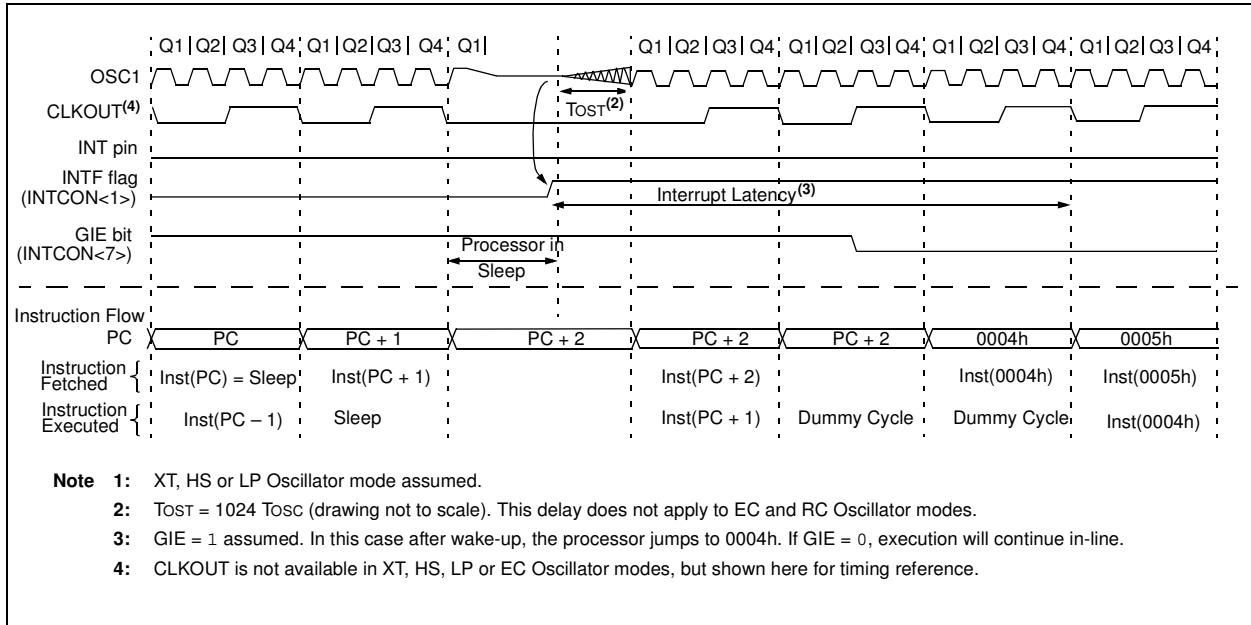 Q1 Q2 Q3 Q4 Q1 Q2 Q3 Q4 Q1 Q1 Q2 Q3 Q4 Q1 Q2 Q3 Q4 Q1 Q2 Q3 Q4 Q1 Q2 Q3 Q4
OSC1
TOST(2)
CLKOUT(4)
INT pin
INTF flag
(INTCON<1>)
Interrupt Latency(3)
GIE bit
(INTCON<7>)
Processor in
Sleep
Instruction Flow
PC PC PC + 1 PC + 2 PC + 2 PC + 2 0004h 0005h
Instruction
Fetched
Inst(PC) = Sleep Inst(PC + 1) Inst(PC + 2) Inst(0004h) Inst(0005h)
Instruction
Executed
Inst(PC – 1) Sleep Inst(PC + 1) Dummy Cycle Dummy Cycle Inst(0004h)
Note 1: XT, HS or LP Oscillator mode assumed.
2: TOST = 1024 TOSC (drawing not to scale). This delay does not apply to EC and RC Oscillator modes.
3: GIE = 1 assumed. In this case after wake-up, the processor jumps to 0004h. If GIE = 0, execution will continue in-line.
4: CLKOUT is not available in XT, HS, LP or EC Oscillator modes, but shown here for timing reference.